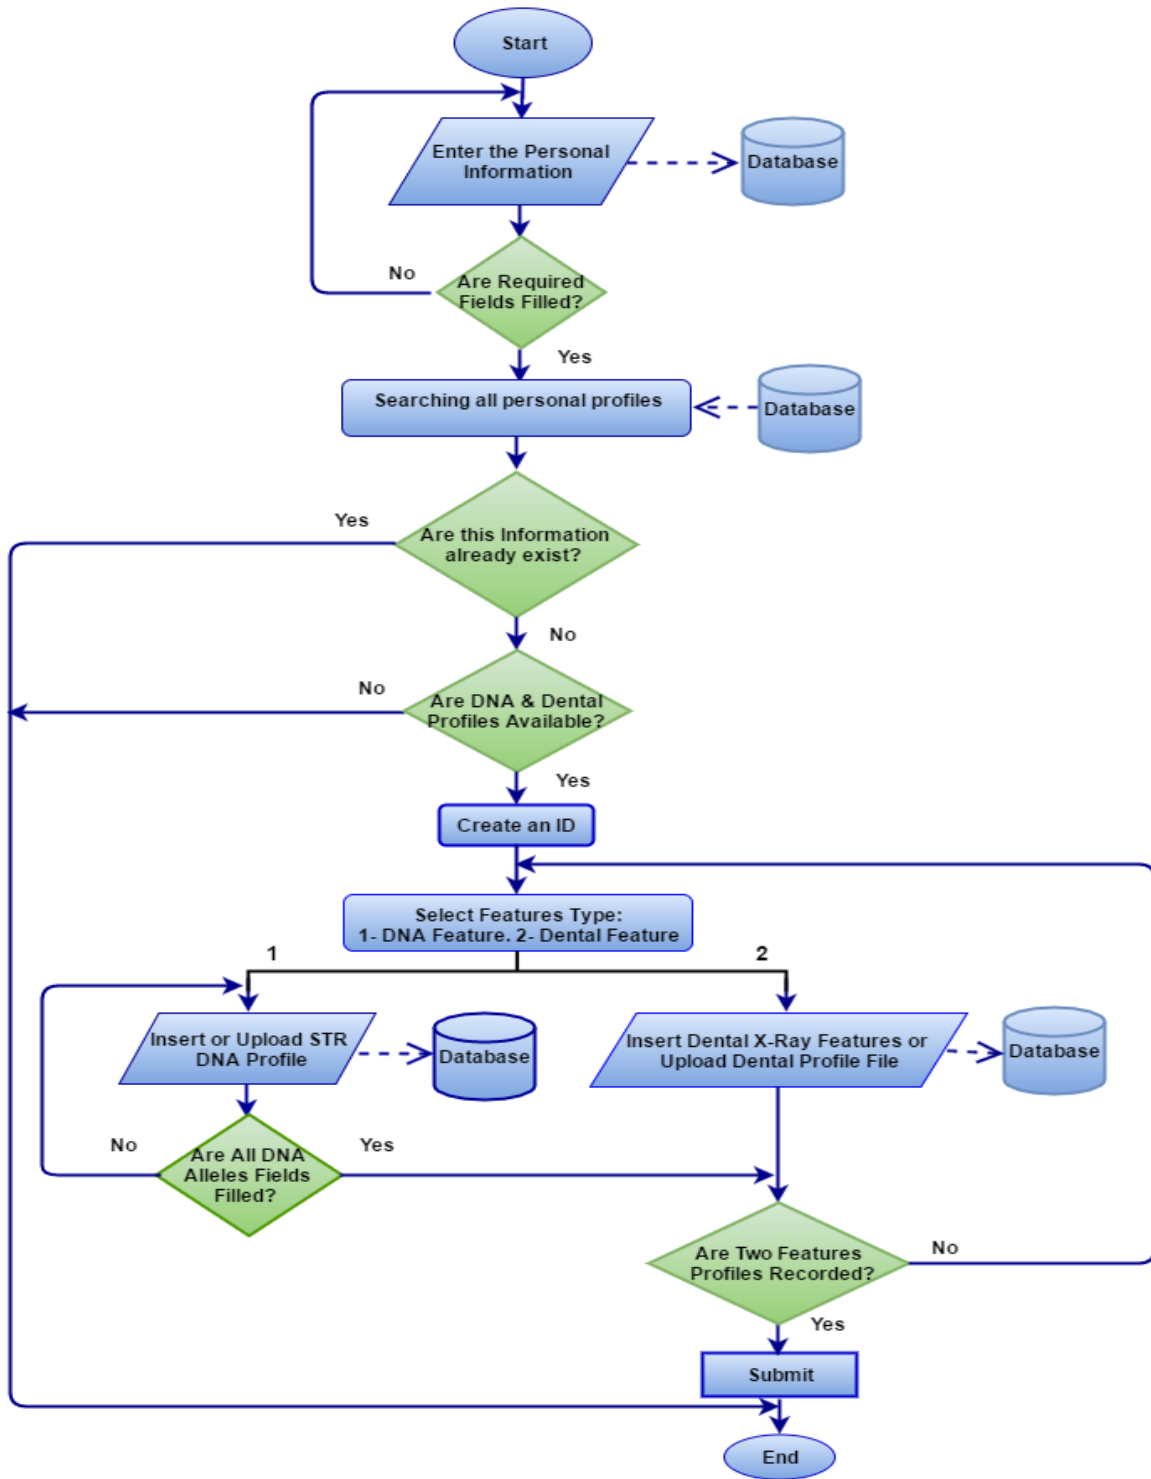 Start
Enter the Personal
Information
Database
No
Are Required
Fields Filled?
Yes
Searching all personal profiles
Database
Yes
Are this Information
already exist?
No
No
Are DNA & Dental
Profiles Available?
Yes
Create an ID
Select Features Type:
1- DNA Feature. 2- Dental Feature
1
2
Insert or Upload STR
DNA Profile
Database
Insert Dental X-Ray Features or
Upload Dental Profile File
Database
No
Are All DNA
Alleles Fields
Filled?
Yes
Are Two Features
Profiles Recorded?
No
Yes
Submit
End